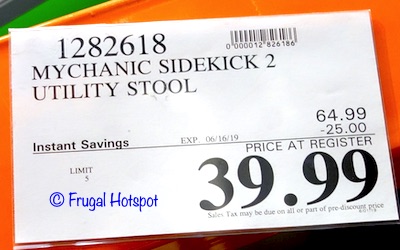 1282618
0000012826186
MYCHANIC SIDEKICK 2
UTILITY STOOL
64.99
-25.00
Instant Savings EXP. 06/16/19 PRICE AT REGISTER
LIMIT
5
39.99
© Frugal Hotspot
Sales Tax may be due on all or part of pre-discount price